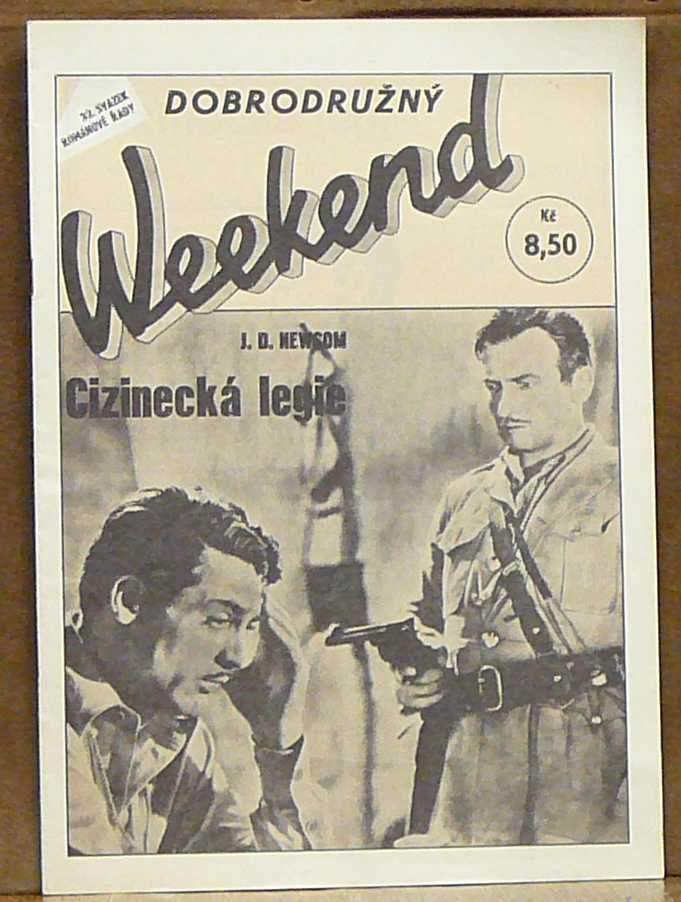 XI. SVAZEK
ROMÁNOVÉ ŘADY
DOBRODRUŽNÝ
Weekend
Kč
8,50
J. D. NEWSOM
Cizinecká legie